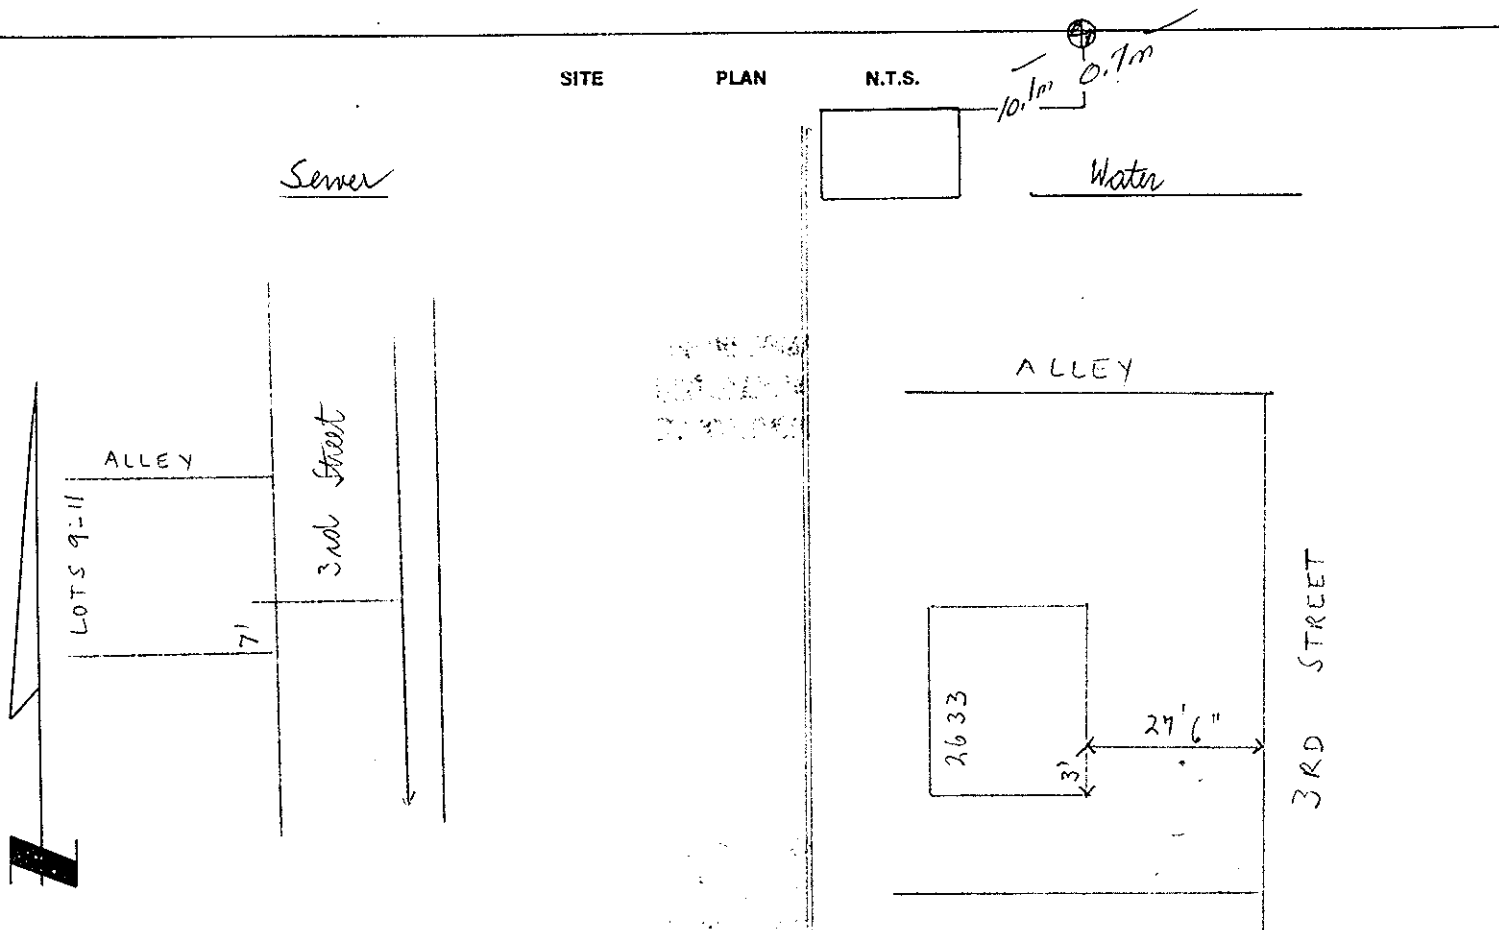 SITE PLAN N.T.S.
10.1m 0.7m
Sewer
Water
ALLEY
ALLEY
LOTS 9-11
3rd Street
7'
2633
3'
27'6"
3RD STREET